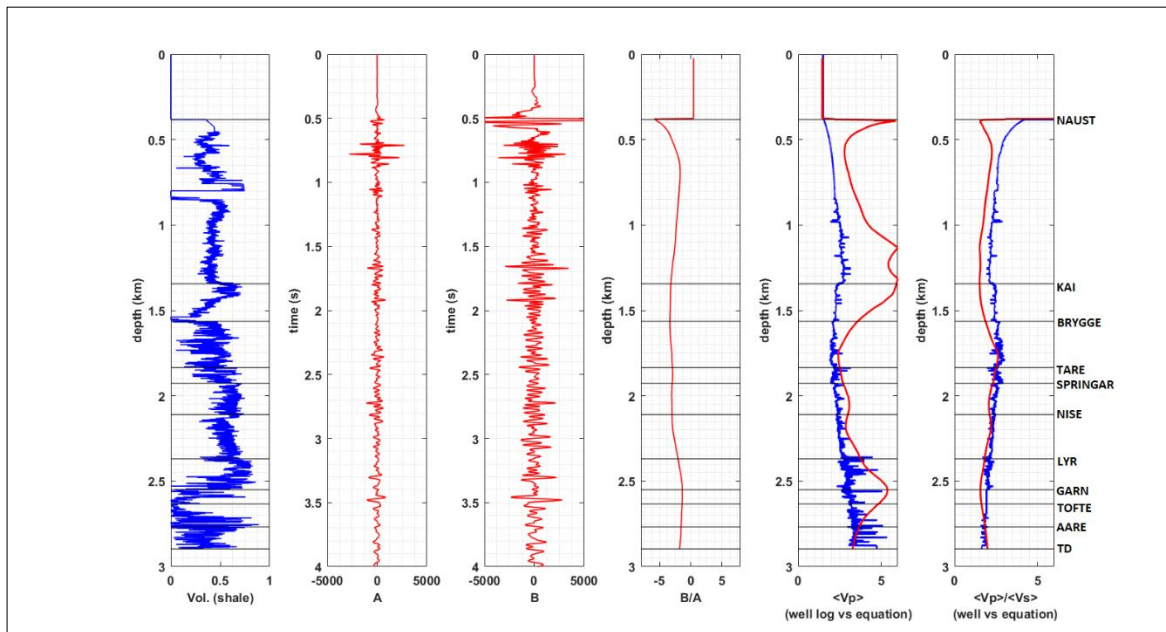 0
0.5
1
1.5
2
2.5
3
depth (km)
0 0.5 1
Vol. (shale)
0
0.5
1
1.5
2
2.5
3
3.5
4
time (s)
-5000 0 5000
A
0
0.5
1
1.5
2
2.5
3
3.5
4
time (s)
-5000 0 5000
B
0
0.5
1
1.5
2
2.5
3
depth (km)
-5 0 5
B/A
0
0.5
1
1.5
2
2.5
3
depth (km)
0 5
<Vp>
(well log vs equation)
0
0.5
1
1.5
2
2.5
3
depth (km)
0 5
<Vp>/<Vs>
(well vs equation)
NAUST
KAI
BRYGGE
TARE
SPRINGAR
NISE
LYR
GARN
TOFTE
AARE
TD